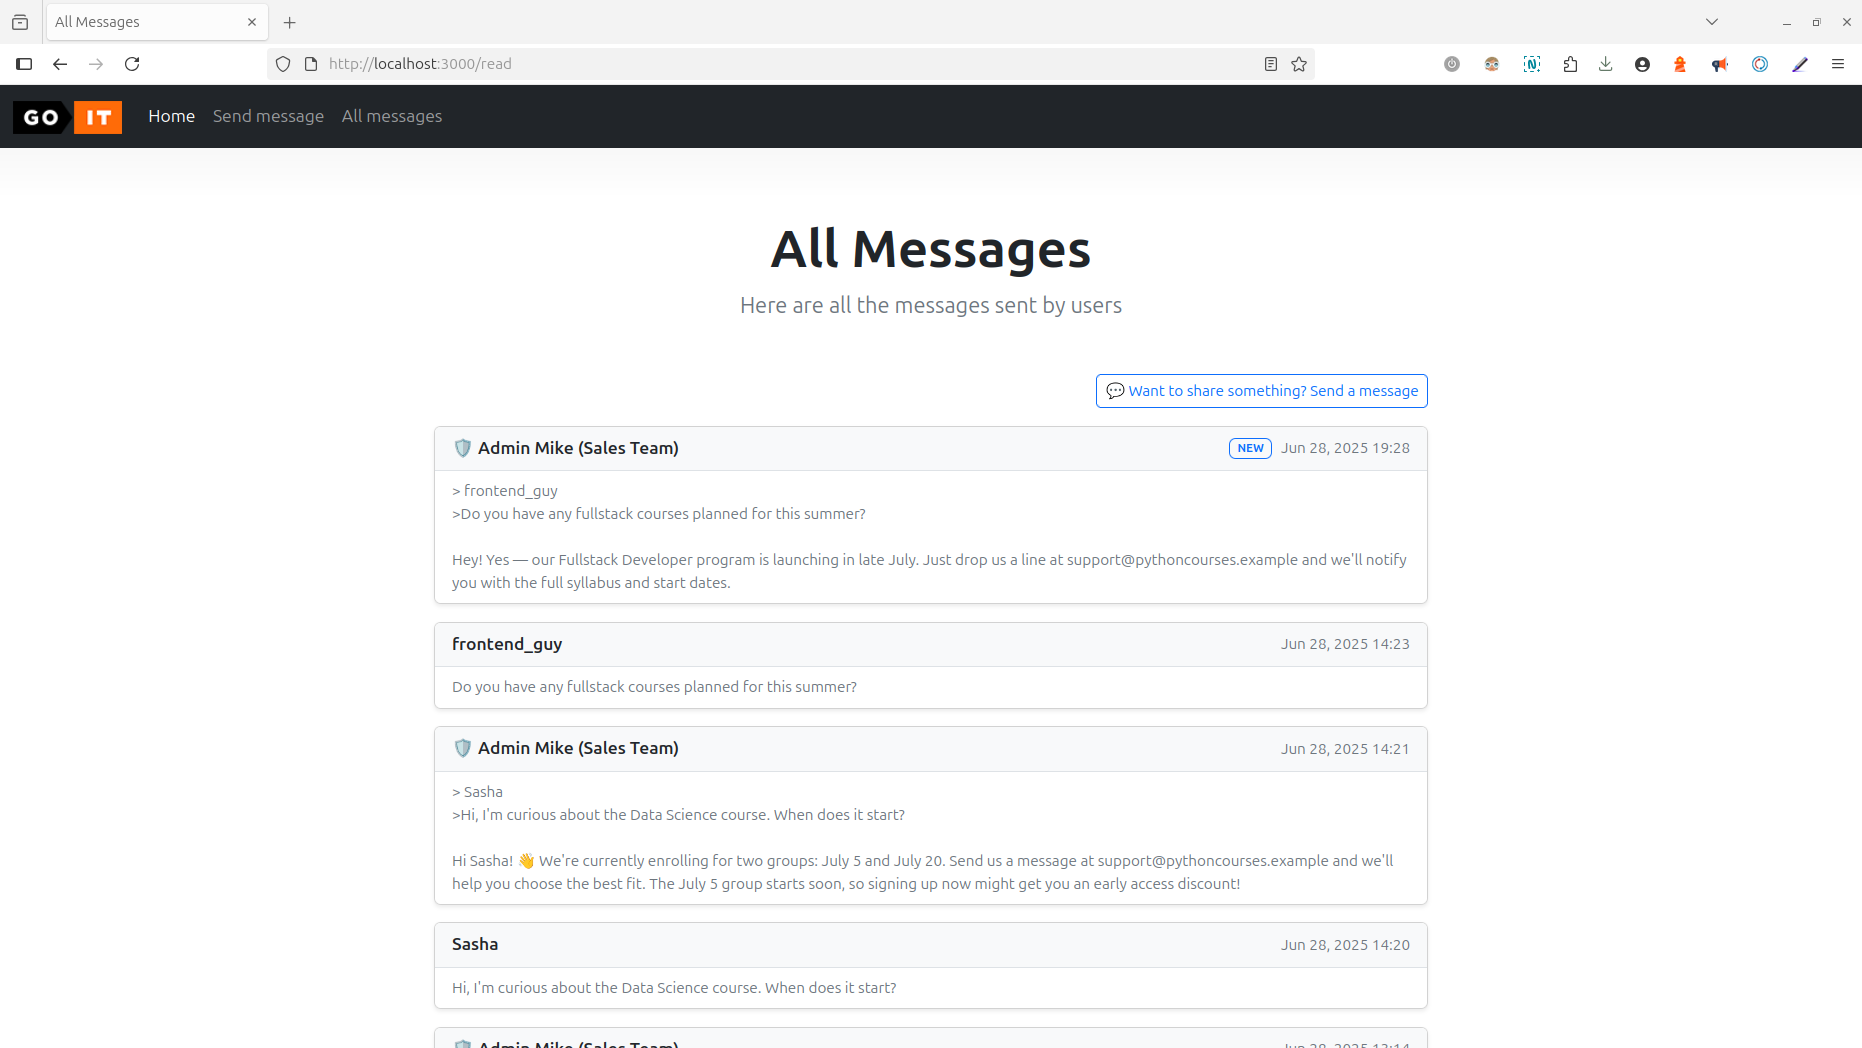 All Messages
http://localhost:3000/read
GO IT
Home Send message All messages
All Messages
Here are all the messages sent by users
💬 Want to share something? Send a message
🛡️ Admin Mike (Sales Team) NEW Jun 28, 2025 19:28
> frontend_guy
>Do you have any fullstack courses planned for this summer?
Hey! Yes — our Fullstack Developer program is launching in late July. Just drop us a line at support@pythoncourses.example and we'll notify
you with the full syllabus and start dates.
frontend_guy Jun 28, 2025 14:23
Do you have any fullstack courses planned for this summer?
🛡️ Admin Mike (Sales Team) Jun 28, 2025 14:21
> Sasha
>Hi, I'm curious about the Data Science course. When does it start?
Hi Sasha! 👋 We're currently enrolling for two groups: July 5 and July 20. Send us a message at support@pythoncourses.example and we'll
help you choose the best fit. The July 5 group starts soon, so signing up now might get you an early access discount!
Sasha Jun 28, 2025 14:20
Hi, I'm curious about the Data Science course. When does it start?
🛡️ Admin Mike (Sales Team) Jun 28, 2025 13:14